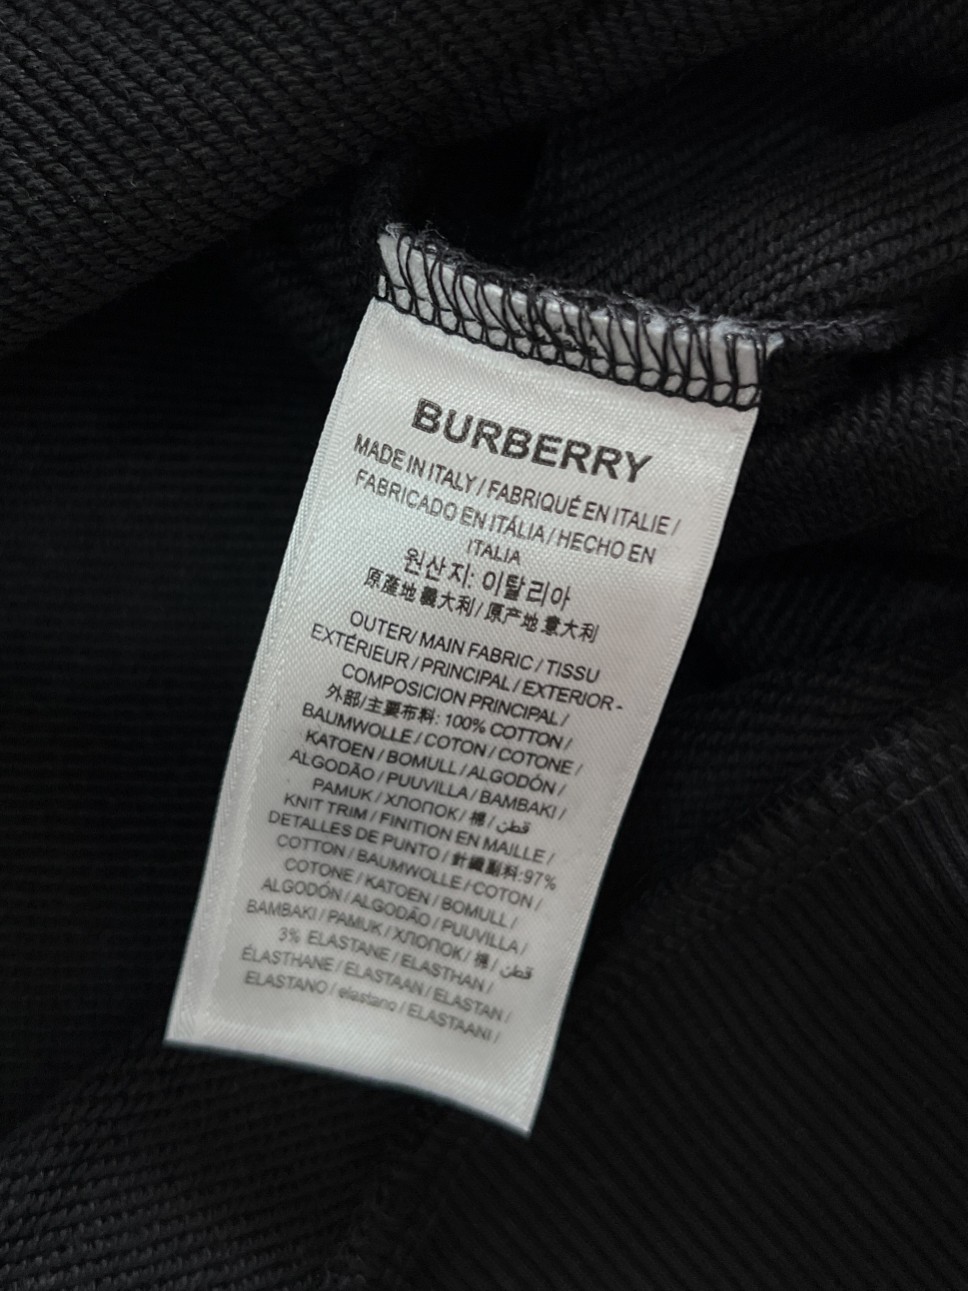 BURBERRY
MADE IN ITALY / FABRIQUÉ EN ITALIE /
FABRICADO EN ITÁLIA / HECHO EN
ITALIA
원산지: 이탈리아
原產地 義大利 / 原产地 意大利
OUTER/ MAIN FABRIC / TISSU
EXTÉRIEUR / PRINCIPAL / EXTERIOR -
COMPOSICION PRINCIPAL /
外部/主要布料: 100% COTTON /
BAUMWOLLE / COTON / COTONE /
KATOEN / BOMULL / ALGODÓN /
ALGODÃO / PUUVILLA / BAMBAKI /
PAMUK / ХЛОПОК / 棉 / قطن /
KNIT TRIM / FINITION EN MAILLE /
DETALLES DE PUNTO / 針織副料:97%
COTTON / BAUMWOLLE / COTON /
COTONE / KATOEN / BOMULL /
ALGODÓN / ALGODÃO / PUUVILLA /
BAMBAKI / PAMUK / ХЛОПОК / 棉 / قطن
3% ELASTANE / ELASTHAN /
ÉLASTHANE / ELASTAAN / ELASTAN /
ELASTANO / elastano / ELASTAANI /